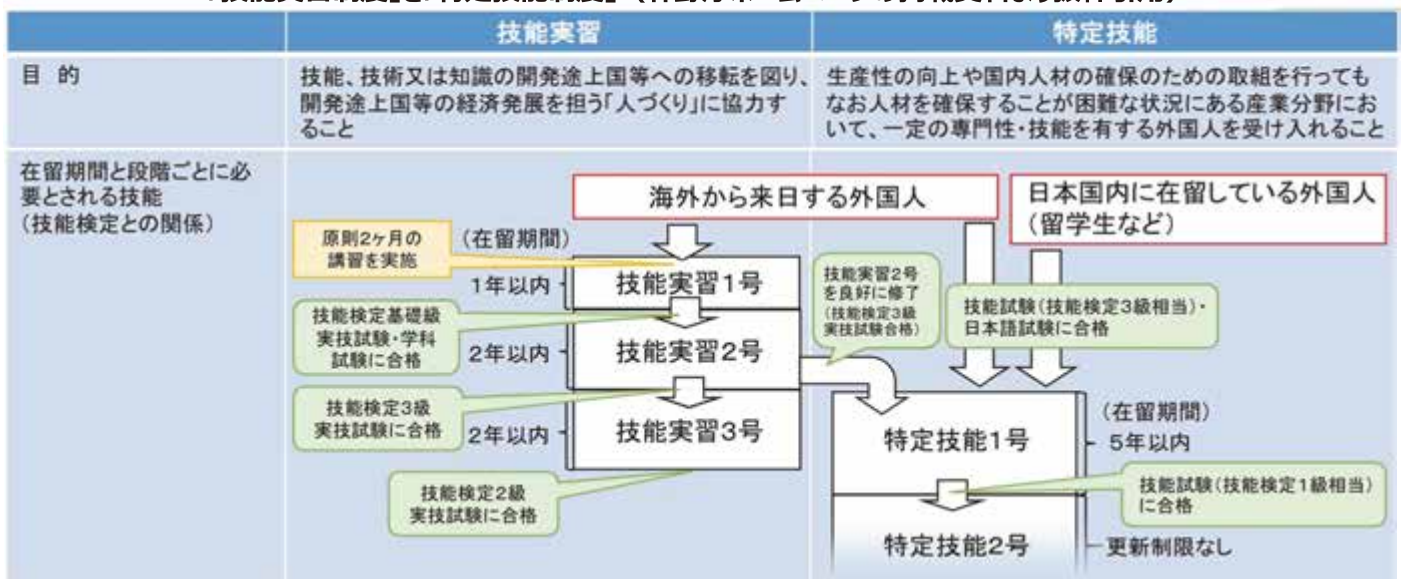 技能実習
特定技能
目 的
技能、技術又は知識の開発途上国等への移転を図り、
開発途上国等の経済発展を担う「人づくり」に協力す
ること
生産性の向上や国内人材の確保のための取組を行っても
なお人材を確保することが困難な状況にある産業分野にお
いて、一定の専門性・技能を有する外国人を受け入れること
在留期間と段階ごとに必
要とされる技能
(技能検定との関係)
海外から来日する外国人
日本国内に在留している外国人
(留学生など)
原則2ヶ月の
講習を実施
(在留期間)
1年以内
技能実習1号
技能検定基礎級
実技試験・学科
試験に合格
2年以内
技能実習2号
技能検定3級
実技試験に合格
2年以内
技能実習3号
技能検定2級
実技試験に合格
技能実習2号
を良好に修了
(技能検定3級
実技試験合格)
技能試験(技能検定3級相当)・
日本語試験に合格
特定技能1号
(在留期間)
5年以内
技能試験(技能検定1級相当)
に合格
特定技能2号
更新制限なし